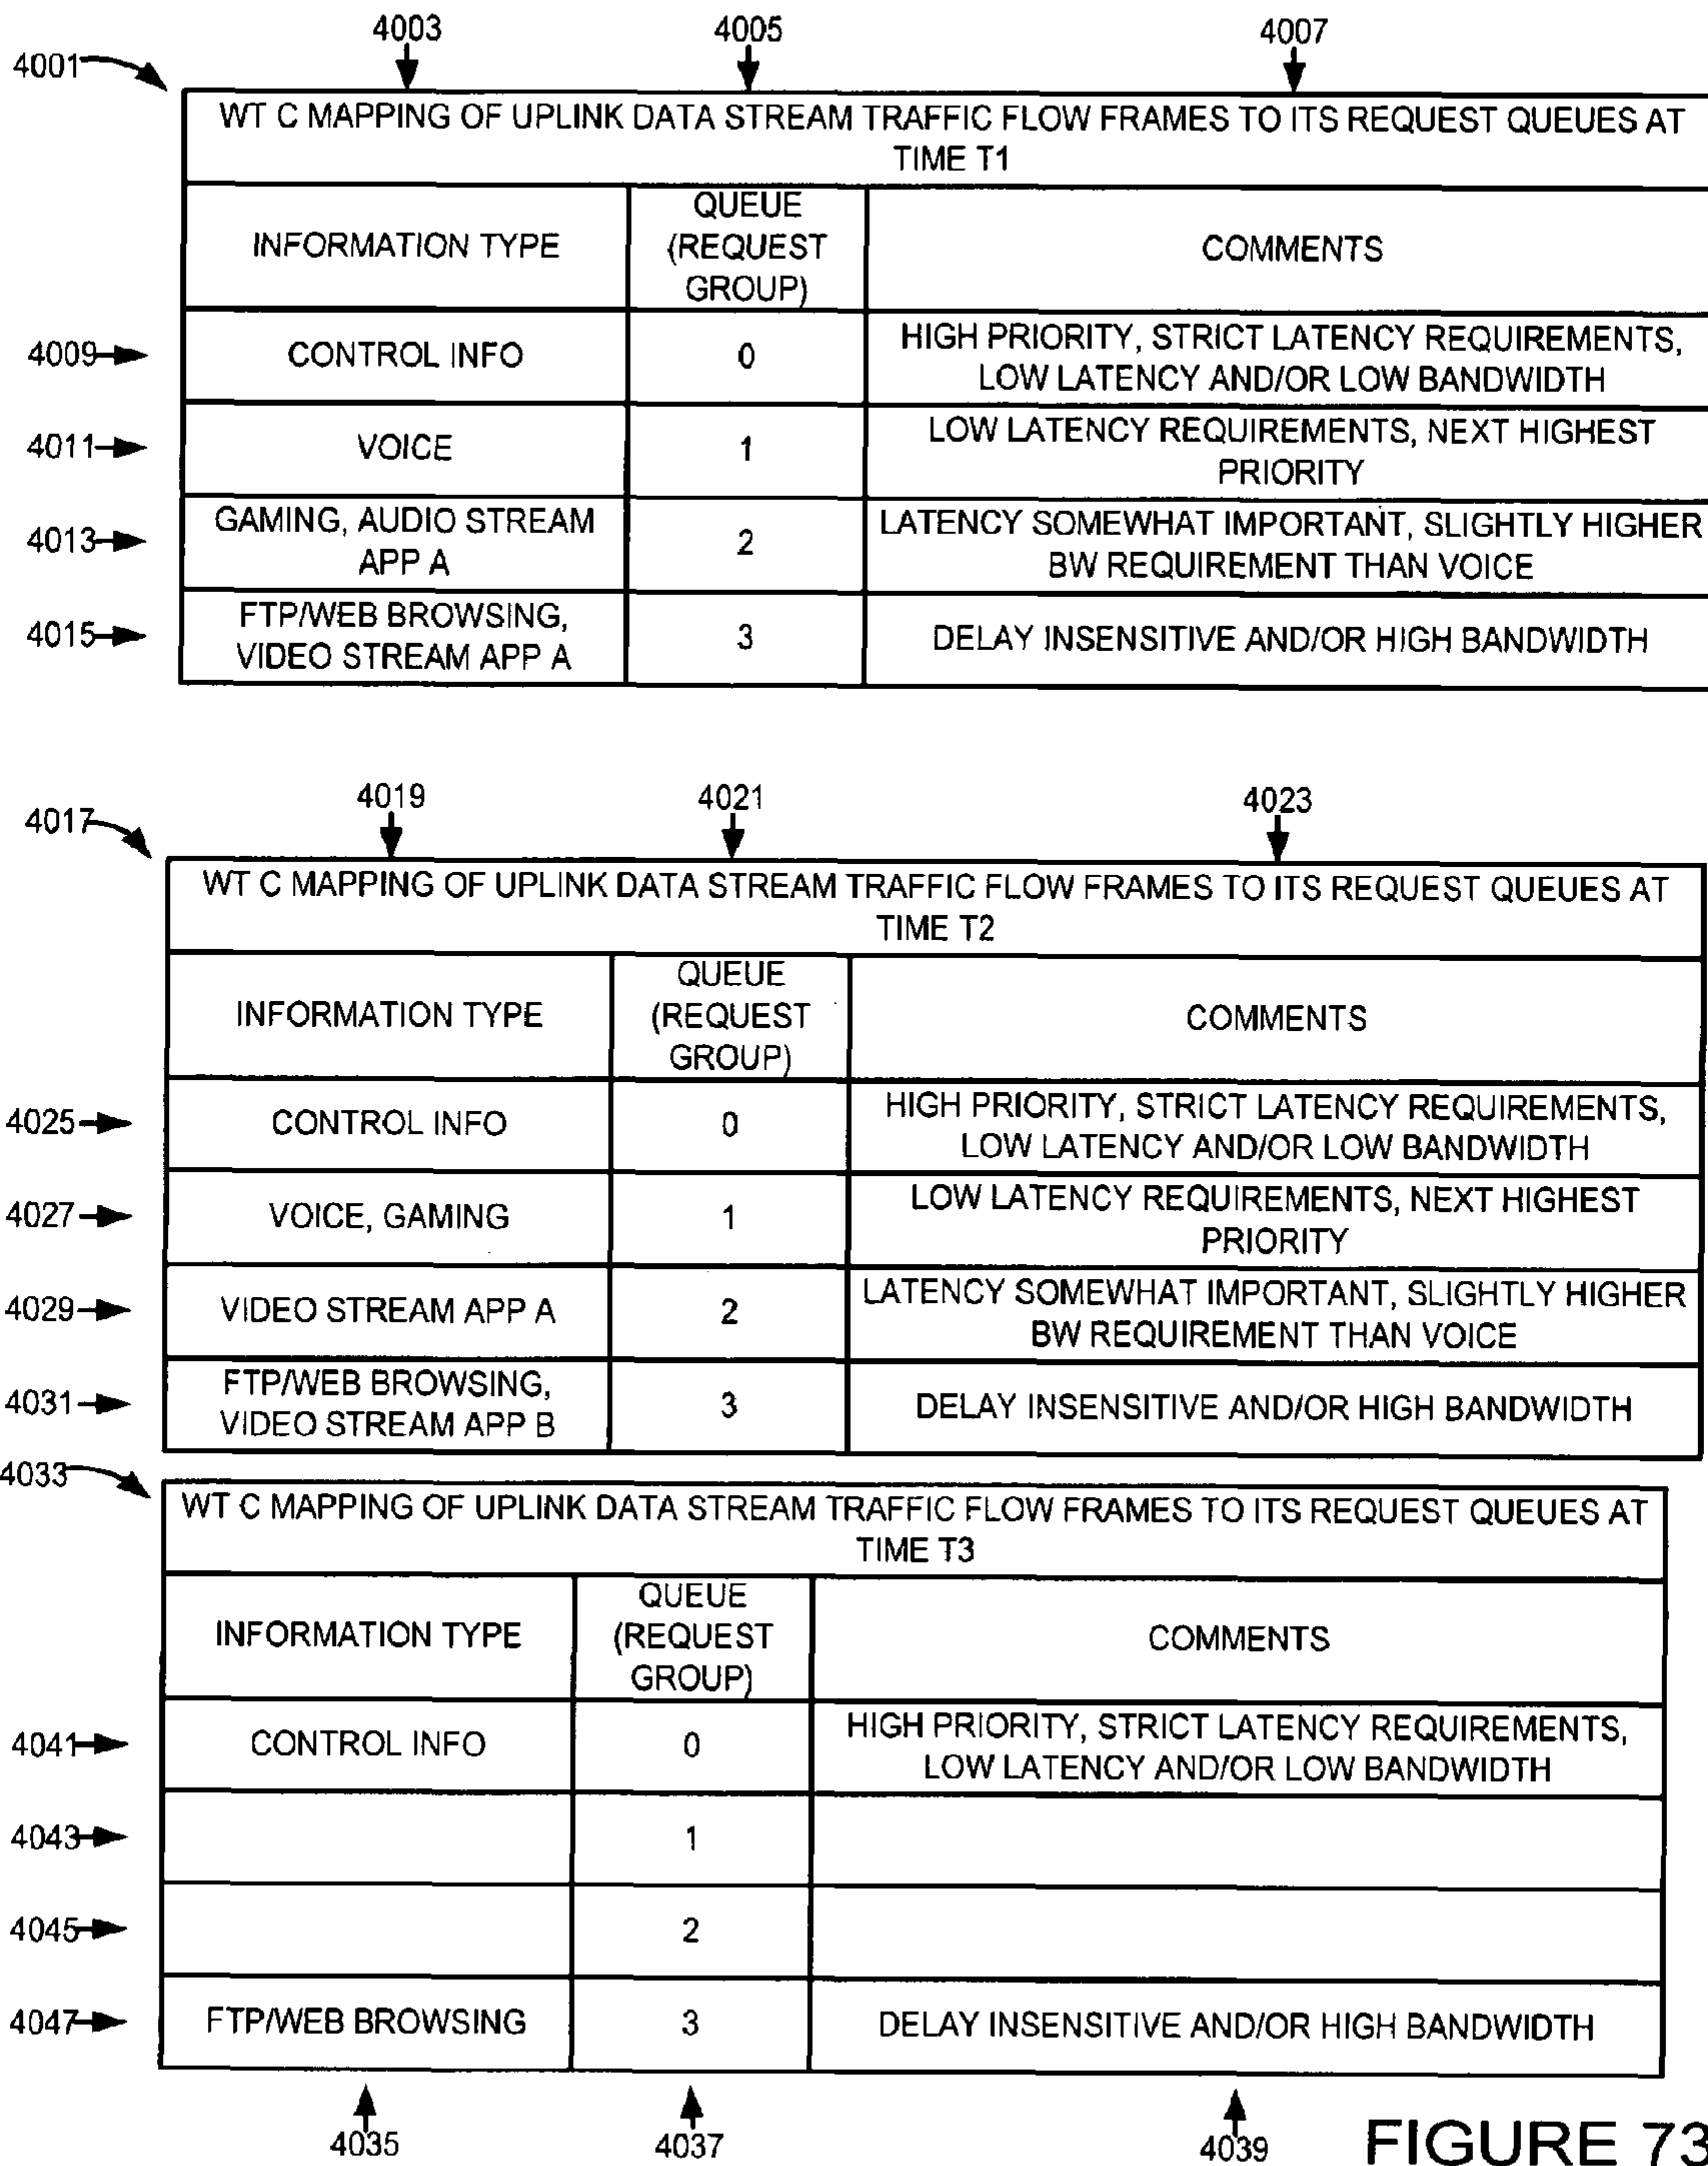 4003 4005 4007
4001
WT C MAPPING OF UPLINK DATA STREAM TRAFFIC FLOW FRAMES TO ITS REQUEST QUEUES AT
TIME T1
INFORMATION TYPE
QUEUE
(REQUEST
GROUP)
COMMENTS
4009
CONTROL INFO
0
HIGH PRIORITY, STRICT LATENCY REQUIREMENTS,
LOW LATENCY AND/OR LOW BANDWIDTH
4011
VOICE
1
LOW LATENCY REQUIREMENTS, NEXT HIGHEST
PRIORITY
4013
GAMING, AUDIO STREAM
APP A
2
LATENCY SOMEWHAT IMPORTANT, SLIGHTLY HIGHER
BW REQUIREMENT THAN VOICE
4015
FTP/WEB BROWSING,
VIDEO STREAM APP A
3
DELAY INSENSITIVE AND/OR HIGH BANDWIDTH
4019 4021 4023
4017
WT C MAPPING OF UPLINK DATA STREAM TRAFFIC FLOW FRAMES TO ITS REQUEST QUEUES AT
TIME T2
INFORMATION TYPE
QUEUE
(REQUEST
GROUP)
COMMENTS
4025
CONTROL INFO
0
HIGH PRIORITY, STRICT LATENCY REQUIREMENTS,
LOW LATENCY AND/OR LOW BANDWIDTH
4027
VOICE, GAMING
1
LOW LATENCY REQUIREMENTS, NEXT HIGHEST
PRIORITY
4029
VIDEO STREAM APP A
2
LATENCY SOMEWHAT IMPORTANT, SLIGHTLY HIGHER
BW REQUIREMENT THAN VOICE
4031
FTP/WEB BROWSING,
VIDEO STREAM APP B
3
DELAY INSENSITIVE AND/OR HIGH BANDWIDTH
4033
WT C MAPPING OF UPLINK DATA STREAM TRAFFIC FLOW FRAMES TO ITS REQUEST QUEUES AT
TIME T3
INFORMATION TYPE
QUEUE
(REQUEST
GROUP)
COMMENTS
4041
CONTROL INFO
0
HIGH PRIORITY, STRICT LATENCY REQUIREMENTS,
LOW LATENCY AND/OR LOW BANDWIDTH
4043
1
4045
2
4047
FTP/WEB BROWSING
3
DELAY INSENSITIVE AND/OR HIGH BANDWIDTH
4035 4037 4039
FIGURE 73